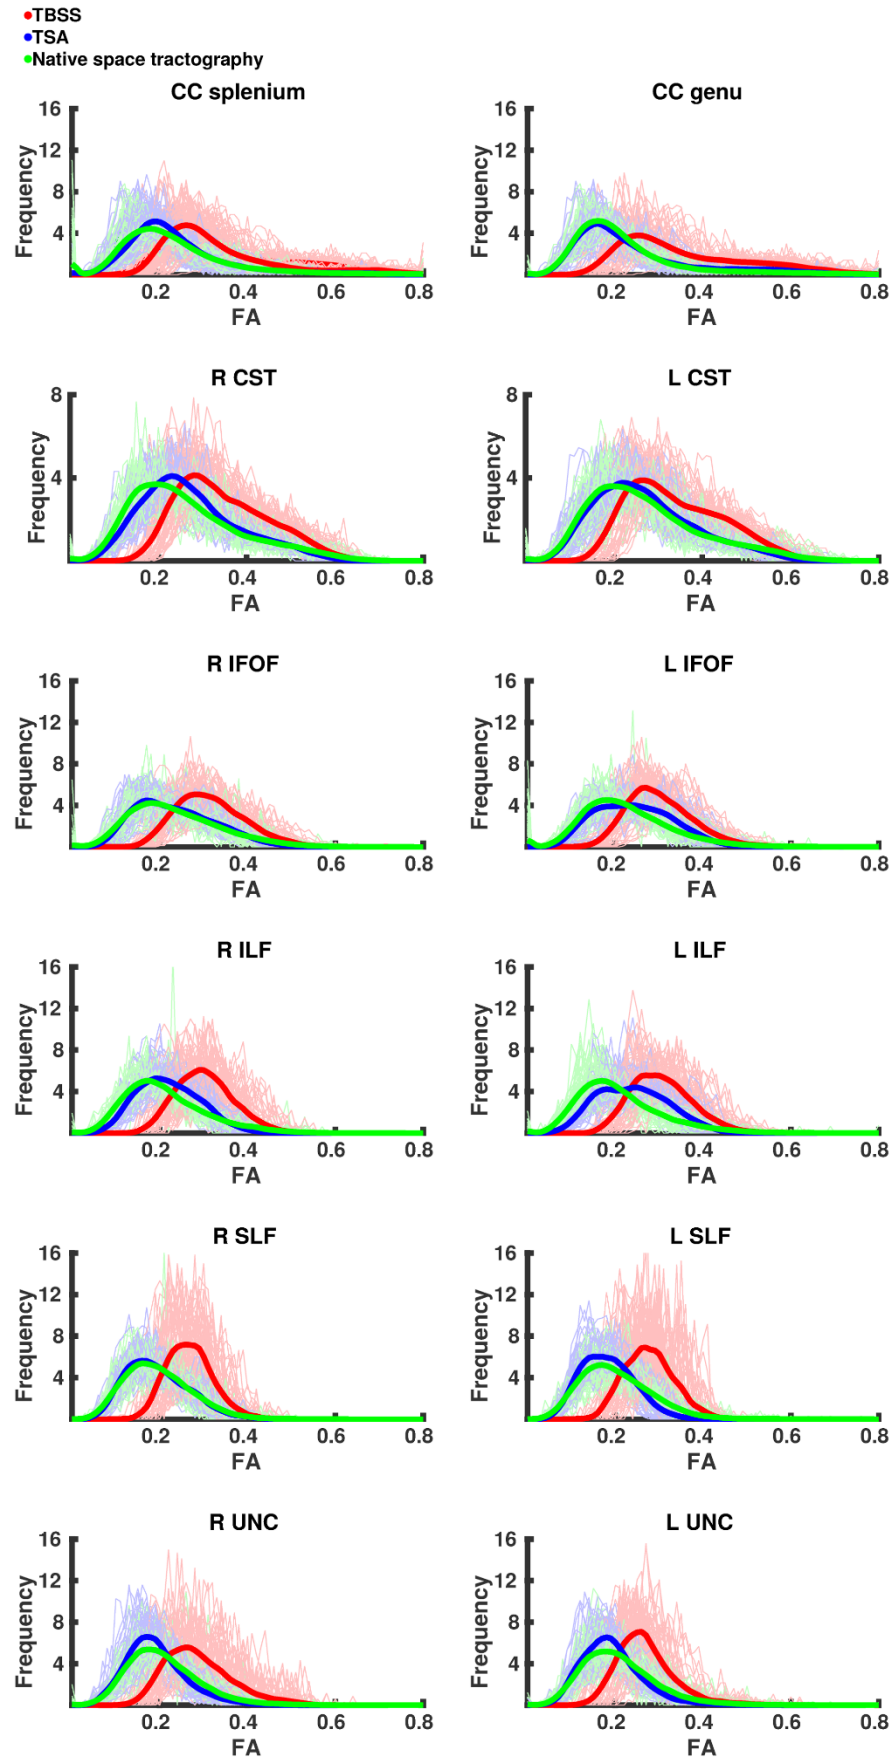 TBSS
TSA
Native space tractography
CC splenium
CC genu
Frequency
16
12
8
4
0.2 0.4 0.6 0.8
FA
Frequency
16
12
8
4
0.2 0.4 0.6 0.8
FA
R CST
L CST
Frequency
8
4
0.2 0.4 0.6 0.8
FA
Frequency
8
4
0.2 0.4 0.6 0.8
FA
R IFOF
L IFOF
Frequency
16
12
8
4
0.2 0.4 0.6 0.8
FA
Frequency
16
12
8
4
0.2 0.4 0.6 0.8
FA
R ILF
L ILF
Frequency
16
12
8
4
0.2 0.4 0.6 0.8
FA
Frequency
16
12
8
4
0.2 0.4 0.6 0.8
FA
R SLF
L SLF
Frequency
16
12
8
4
0.2 0.4 0.6 0.8
FA
Frequency
16
12
8
4
0.2 0.4 0.6 0.8
FA
R UNC
L UNC
Frequency
16
12
8
4
0.2 0.4 0.6 0.8
FA
Frequency
16
12
8
4
0.2 0.4 0.6 0.8
FA